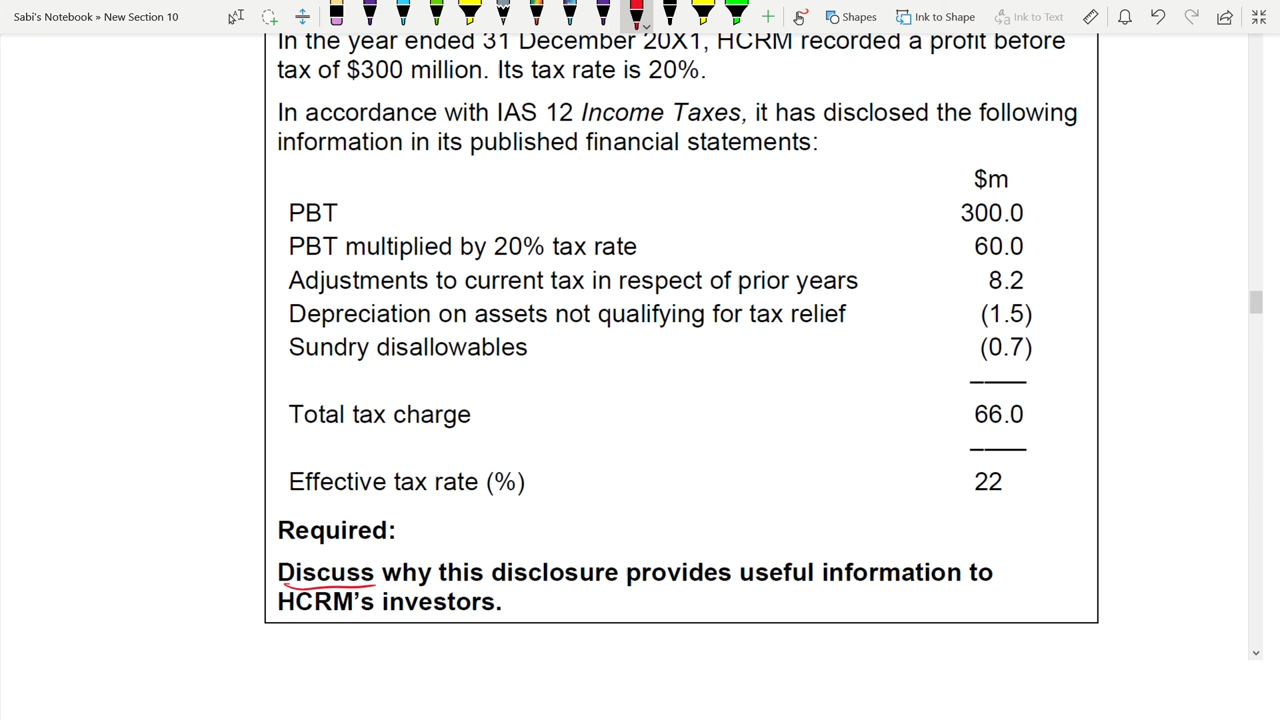 Sabi's Notebook » New Section 10
Shapes
Ink to Shape
Ink to Text
In the year ended 31 December 20X1, HCRM recorded a profit before
tax of $300 million. Its tax rate is 20%.
In accordance with IAS 12 Income Taxes, it has disclosed the following
information in its published financial statements:
$m
PBT 300.0
PBT multiplied by 20% tax rate 60.0
Adjustments to current tax in respect of prior years 8.2
Depreciation on assets not qualifying for tax relief (1.5)
Sundry disallowables (0.7)
Total tax charge 66.0
Effective tax rate (%) 22
Required:
Discuss why this disclosure provides useful information to
HCRM's investors.